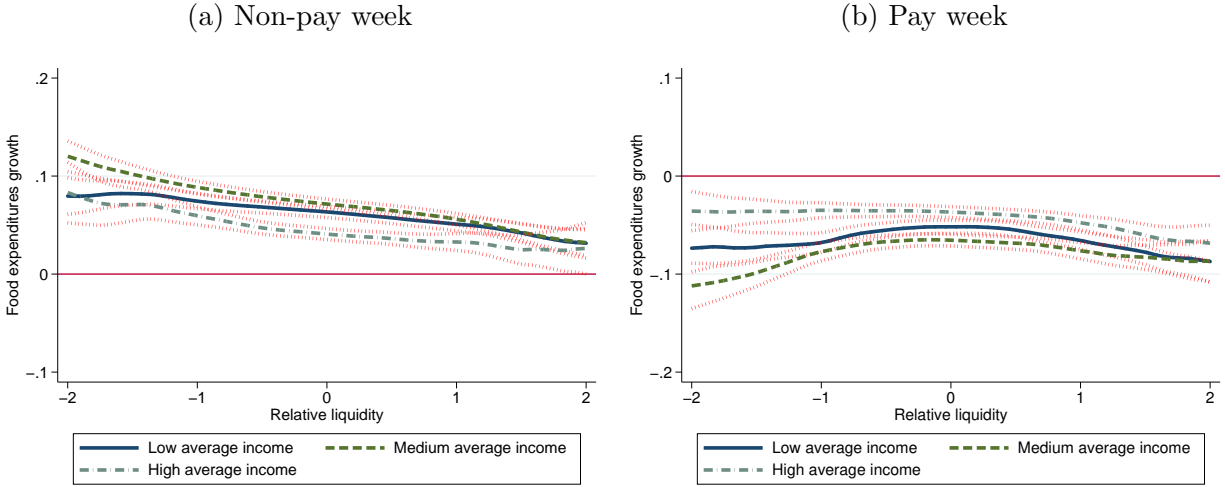 (a) Non-pay week
.2
.1
0
−.1
Food expenditures growth
−2
−1
0
1
2
Relative liquidity
Low average income
Medium average income
High average income
(b) Pay week
.1
0
−.1
−.2
Food expenditures growth
−2
−1
0
1
2
Relative liquidity
Low average income
Medium average income
High average income